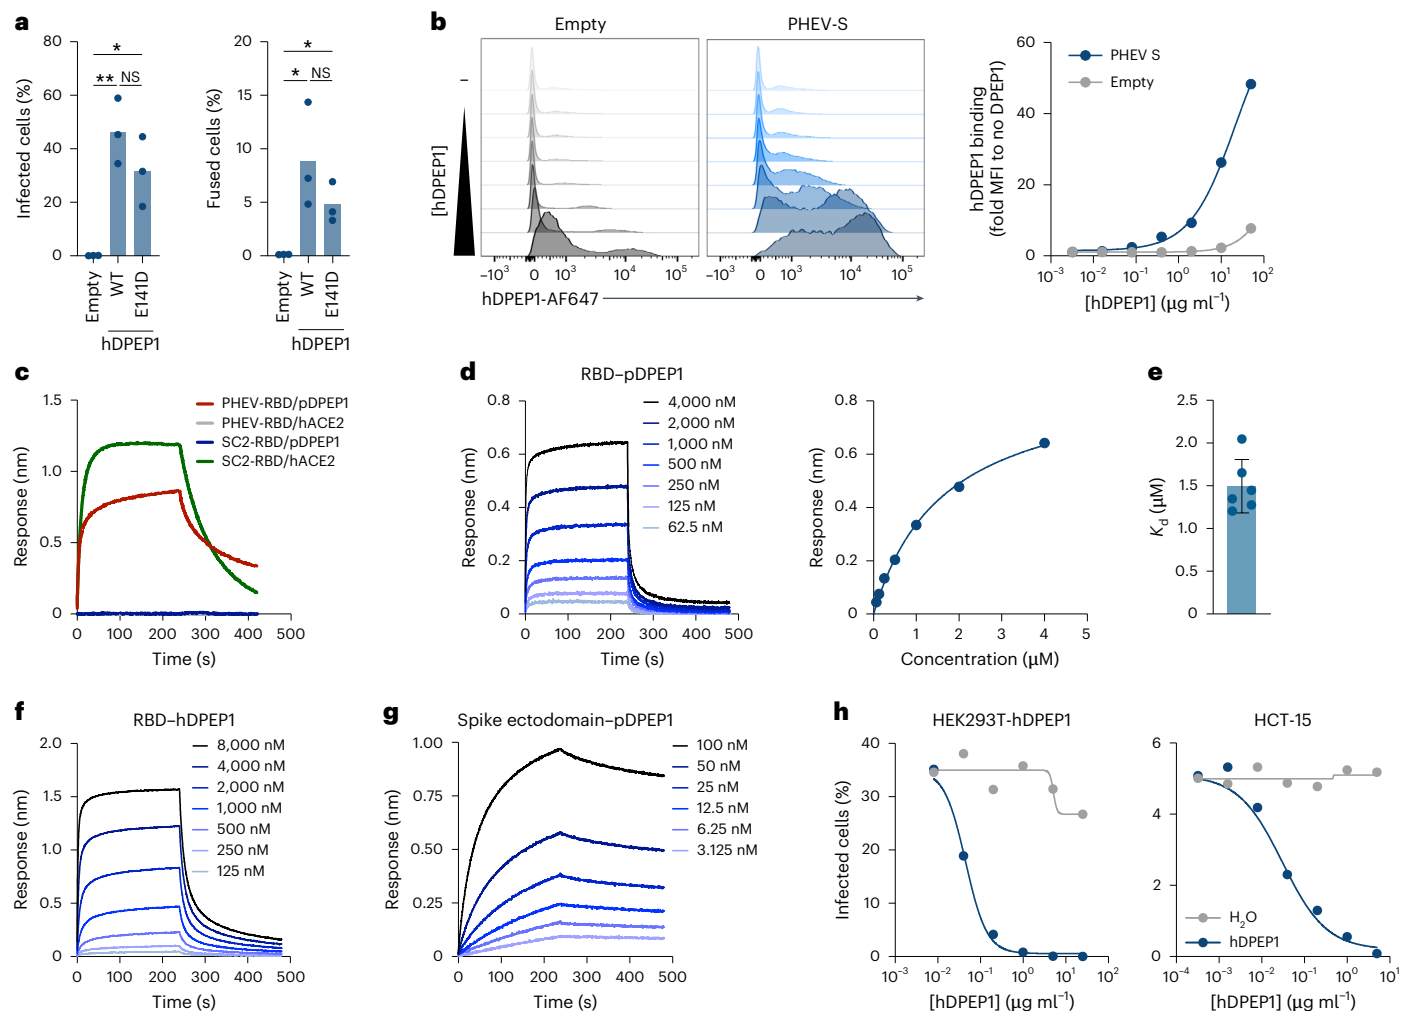 a
80
60
40
20
0
Infected cells (%)
*
** NS
Empty
WT
E141D
hDPEP1
20
15
10
5
0
Fused cells (%)
*
* NS
Empty
WT
E141D
hDPEP1
b
Empty
PHEV-S
–
[hDPEP1]
–10³ 0 10³ 10⁴ 10⁵
–10³ 0 10³ 10⁴ 10⁵
hDPEP1-AF647
60
40
20
0
hDPEP1 binding
(fold MFI to no DPEP1)
PHEV S
Empty
10⁻³ 10⁻² 10⁻¹ 10⁰ 10¹ 10²
[hDPEP1] (µg ml⁻¹)
c
1.5
1.0
0.5
0
Response (nm)
PHEV-RBD/pDPEP1
PHEV-RBD/hACE2
SC2-RBD/pDPEP1
SC2-RBD/hACE2
0 100 200 300 400 500
Time (s)
d
RBD–pDPEP1
0.8
0.6
0.4
0.2
0
Response (nm)
4,000 nM
2,000 nM
1,000 nM
500 nM
250 nM
125 nM
62.5 nM
0 100 200 300 400 500
Time (s)
0.8
0.6
0.4
0.2
0
Response (nm)
0 1 2 3 4 5
Concentration (µM)
e
2.5
2.0
1.5
1.0
0.5
0
Kd (µM)
f
RBD–hDPEP1
2.0
1.5
1.0
0.5
0
Response (nm)
8,000 nM
4,000 nM
2,000 nM
1,000 nM
500 nM
250 nM
125 nM
0 100 200 300 400 500
Time (s)
g
Spike ectodomain–pDPEP1
1.00
0.75
0.50
0.25
0
Response (nm)
100 nM
50 nM
25 nM
12.5 nM
6.25 nM
3.125 nM
0 100 200 300 400 500
Time (s)
h
HEK293T-hDPEP1
40
30
20
10
0
Infected cells (%)
10⁻³ 10⁻² 10⁻¹ 10⁰ 10¹ 10²
[hDPEP1] (µg ml⁻¹)
HCT-15
6
4
2
0
H₂O
hDPEP1
10⁻⁴ 10⁻³ 10⁻² 10⁻¹ 10⁰ 10¹
[hDPEP1] (µg ml⁻¹)